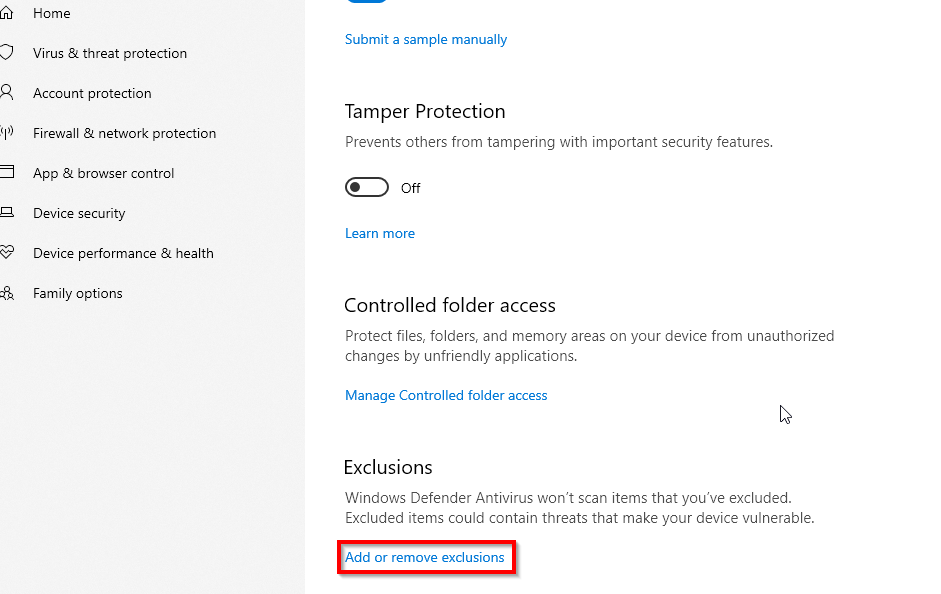 Home
Virus & threat protection
Account protection
Firewall & network protection
App & browser control
Device security
Device performance & health
Family options
Submit a sample manually
Tamper Protection
Prevents others from tampering with important security features.
Off
Learn more
Controlled folder access
Protect files, folders, and memory areas on your device from unauthorized
changes by unfriendly applications.
Manage Controlled folder access
Exclusions
Windows Defender Antivirus won’t scan items that you’ve excluded.
Excluded items could contain threats that make your device vulnerable.
Add or remove exclusions